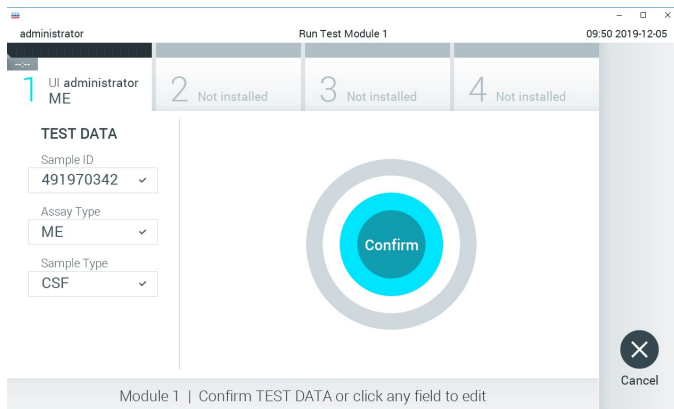 administrator Run Test Module 1 09:50 2019-12-05
--:--
1 UI administrator
ME
2 Not installed
3 Not installed
4 Not installed
TEST DATA
Sample ID
491970342
Assay Type
ME
Sample Type
CSF
Confirm
Cancel
Module 1 | Confirm TEST DATA or click any field to edit